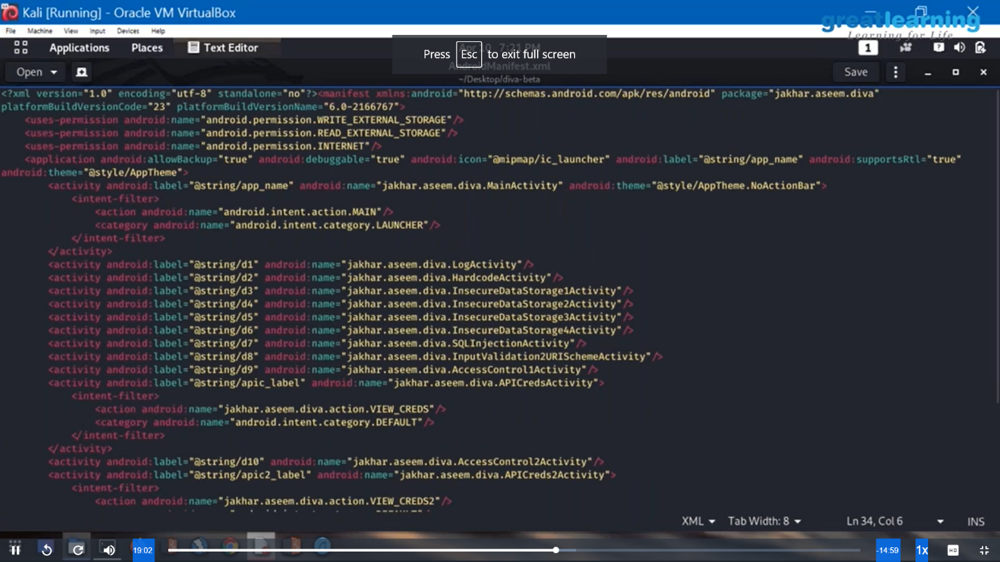 Kali [Running] - Oracle VM VirtualBox
greatlearning
Learning for Life
File Machine View Input Devices Help
Applications Places Text Editor
Apr 10 7:21 PM
1
Press Esc to exit full screen
Open AndroidManifest.xml Save
~/Desktop/diva-beta
<?xml version="1.0" encoding="utf-8" standalone="no"?><manifest xmlns:android="http://schemas.android.com/apk/res/android" package="jakhar.aseem.diva"
platformBuildVersionCode="23" platformBuildVersionName="6.0-2166767">
<uses-permission android:name="android.permission.WRITE_EXTERNAL_STORAGE"/>
<uses-permission android:name="android.permission.READ_EXTERNAL_STORAGE"/>
<uses-permission android:name="android.permission.INTERNET"/>
<application android:allowBackup="true" android:debuggable="true" android:icon="@mipmap/ic_launcher" android:label="@string/app_name" android:supportsRtl="true"
android:theme="@style/AppTheme">
<activity android:label="@string/app_name" android:name="jakhar.aseem.diva.MainActivity" android:theme="@style/AppTheme.NoActionBar">
<intent-filter>
<action android:name="android.intent.action.MAIN"/>
<category android:name="android.intent.category.LAUNCHER"/>
</intent-filter>
</activity>
<activity android:label="@string/d1" android:name="jakhar.aseem.diva.LogActivity"/>
<activity android:label="@string/d2" android:name="jakhar.aseem.diva.HardcodeActivity"/>
<activity android:label="@string/d3" android:name="jakhar.aseem.diva.InsecureDataStorage1Activity"/>
<activity android:label="@string/d4" android:name="jakhar.aseem.diva.InsecureDataStorage2Activity"/>
<activity android:label="@string/d5" android:name="jakhar.aseem.diva.InsecureDataStorage3Activity"/>
<activity android:label="@string/d6" android:name="jakhar.aseem.diva.InsecureDataStorage4Activity"/>
<activity android:label="@string/d7" android:name="jakhar.aseem.diva.SQLInjectionActivity"/>
<activity android:label="@string/d8" android:name="jakhar.aseem.diva.InputValidation2URISchemeActivity"/>
<activity android:label="@string/d9" android:name="jakhar.aseem.diva.AccessControl1Activity"/>
<activity android:label="@string/apic_label" android:name="jakhar.aseem.diva.APICredsActivity">
<intent-filter>
<action android:name="jakhar.aseem.diva.action.VIEW_CREDS"/>
<category android:name="android.intent.category.DEFAULT"/>
</intent-filter>
</activity>
<activity android:label="@string/d10" android:name="jakhar.aseem.diva.AccessControl2Activity"/>
<activity android:label="@string/apic2_label" android:name="jakhar.aseem.diva.APICreds2Activity">
<intent-filter>
<action android:name="jakhar.aseem.diva.action.VIEW_CREDS2"/>
XML Tab Width: 8 Ln 34, Col 6 INS
19:02 -14:59 1x HD